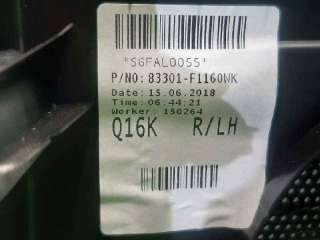 *S6FAL0055*
P/NO: 83301-F1160WK
Date: 15.06.2018
Time: 06:44:21
Worker: 150264
Q16K R/LH